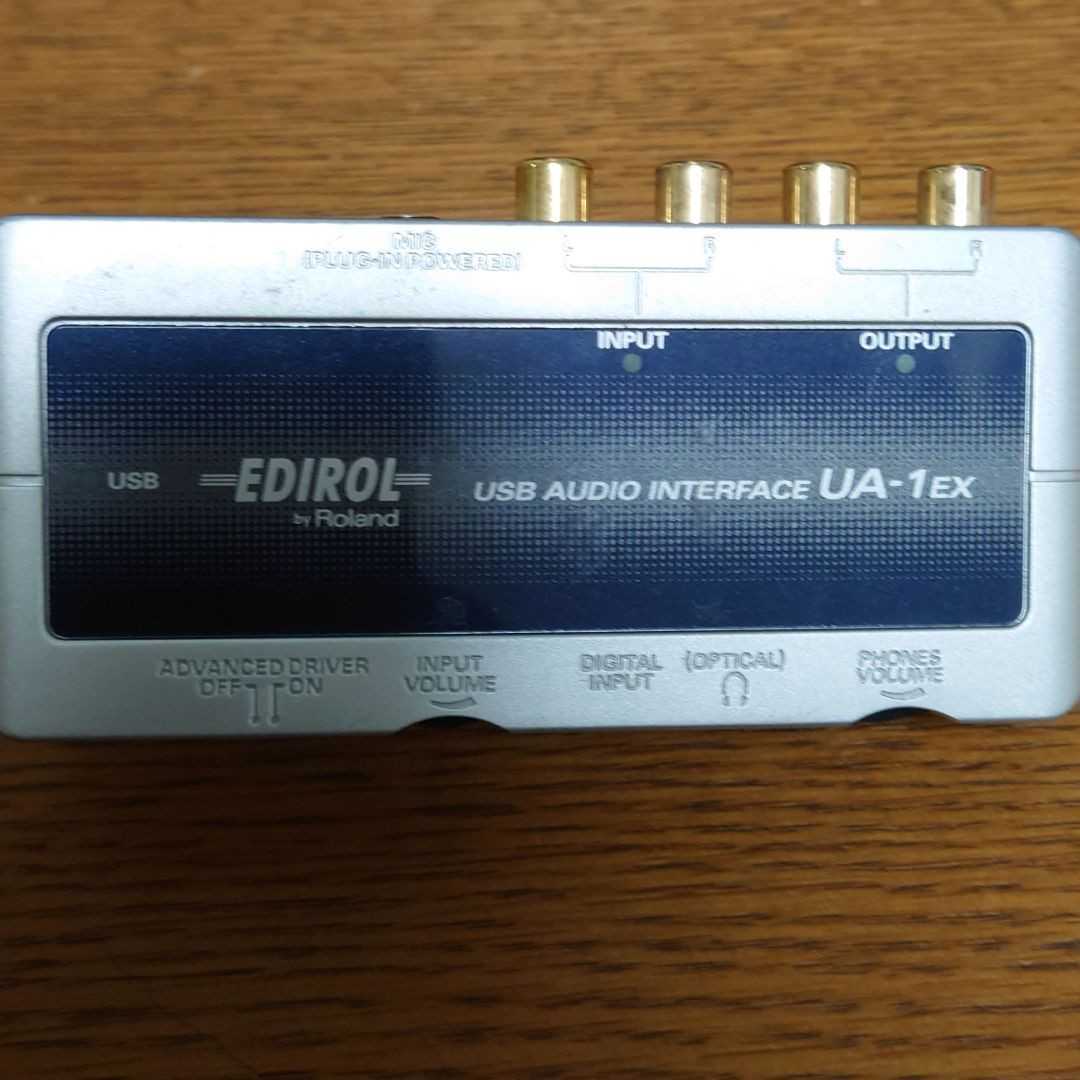 MIC
(PLUG-IN POWERED)
L R
L R
INPUT
OUTPUT
USB
EDIROL
by Roland
USB AUDIO INTERFACE UA-1EX
ADVANCED DRIVER
OFF ON
INPUT
VOLUME
DIGITAL
INPUT
(OPTICAL)
PHONES
VOLUME